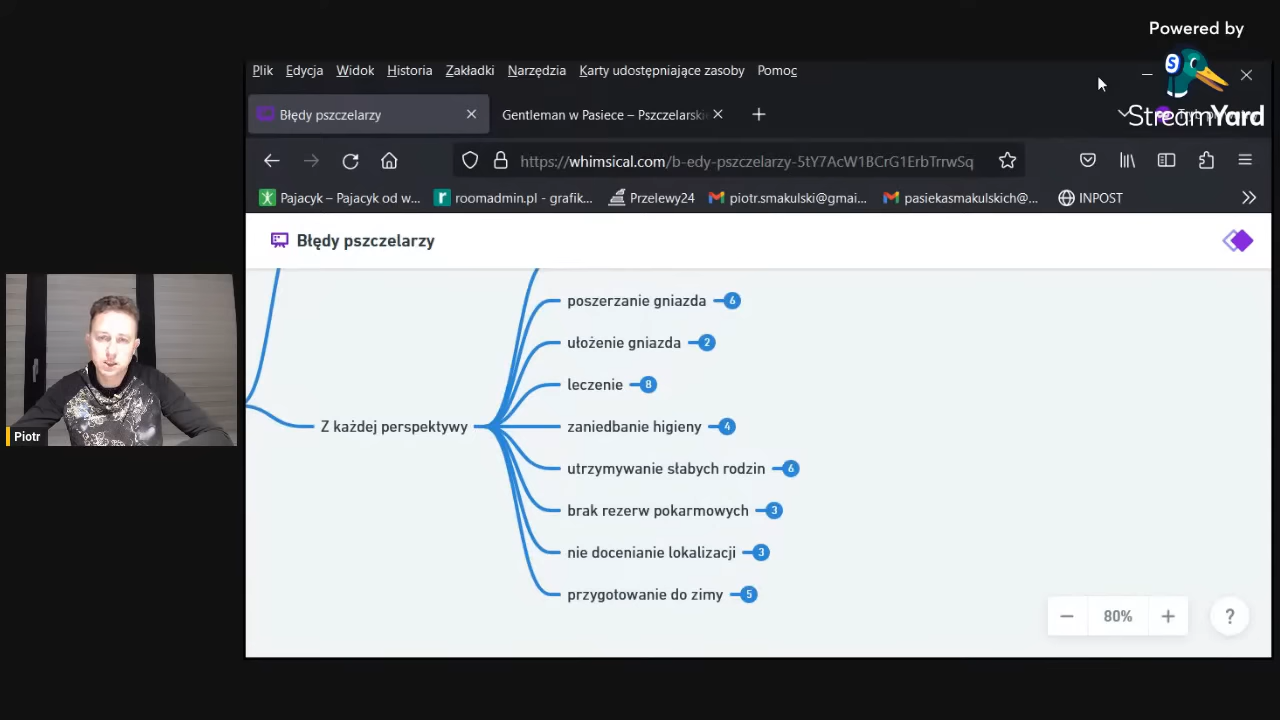 Powered by
StreamYard
Plik Edycja Widok Historia Zakładki Narzędzia Karty udostępniające zasoby Pomoc
Błędy pszczelarzy
Gentleman w Pasiece – Pszczelarski
https://whimsical.com/b-edy-pszczelarzy-5tY7AcW1BCrG1ErbTrrwSq
Pajacyk – Pajacyk od w...
roomadmin.pl - grafik...
Przelewy24
piotr.smakulski@gmai...
pasiekasmakulskich@...
INPOST
Błędy pszczelarzy
poszerzanie gniazda 6
ułożenie gniazda 2
leczenie 8
Z każdej perspektywy
zaniedbanie higieny 4
utrzymywanie słabych rodzin 6
brak rezerw pokarmowych 3
nie docenianie lokalizacji 3
przygotowanie do zimy 5
80%
?
Piotr